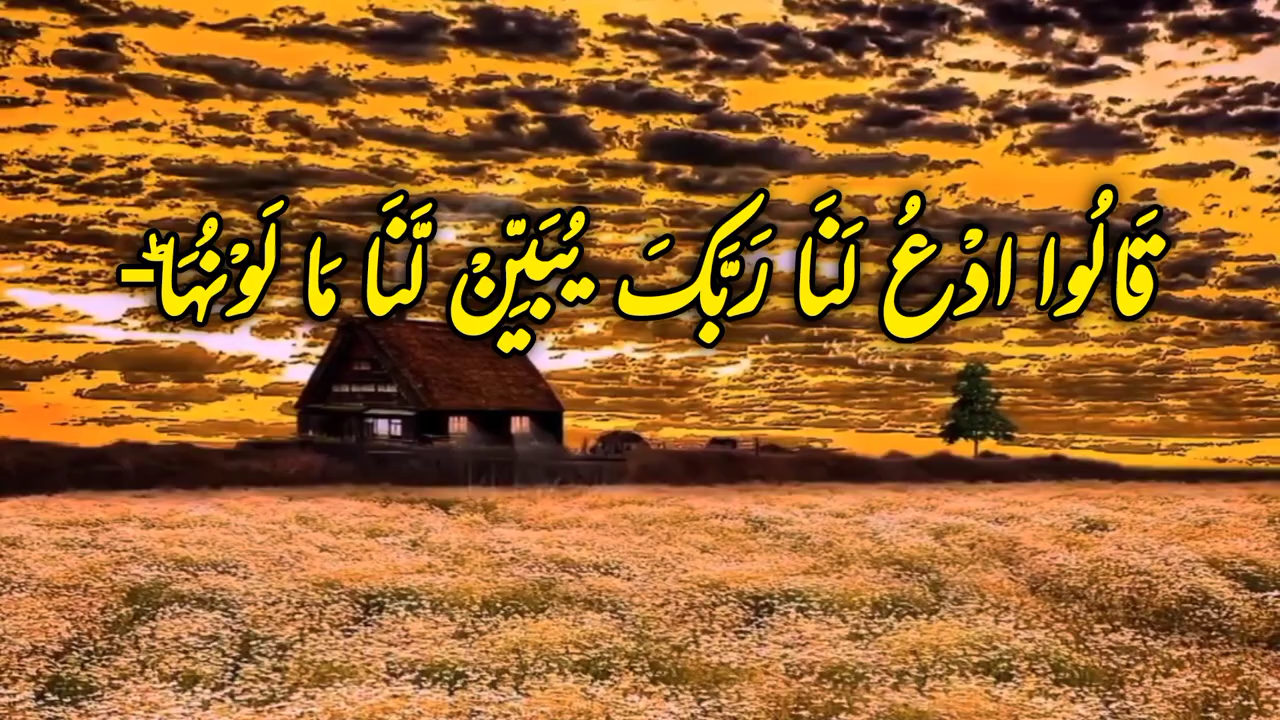 قَالُوا ادْعُ لَنَا رَبَّكَ یُبَیِّنْ لَّنَا مَا لَوْنُهَاؕ-